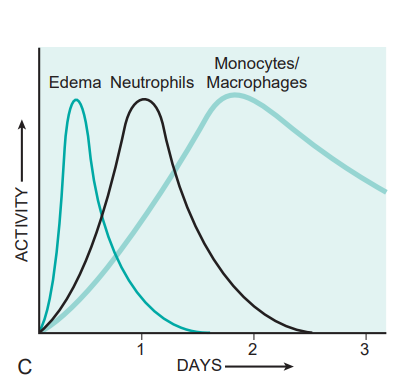 Monocytes/
Edema Neutrophils Macrophages
ACTIVITY
1 2 3
C DAYS